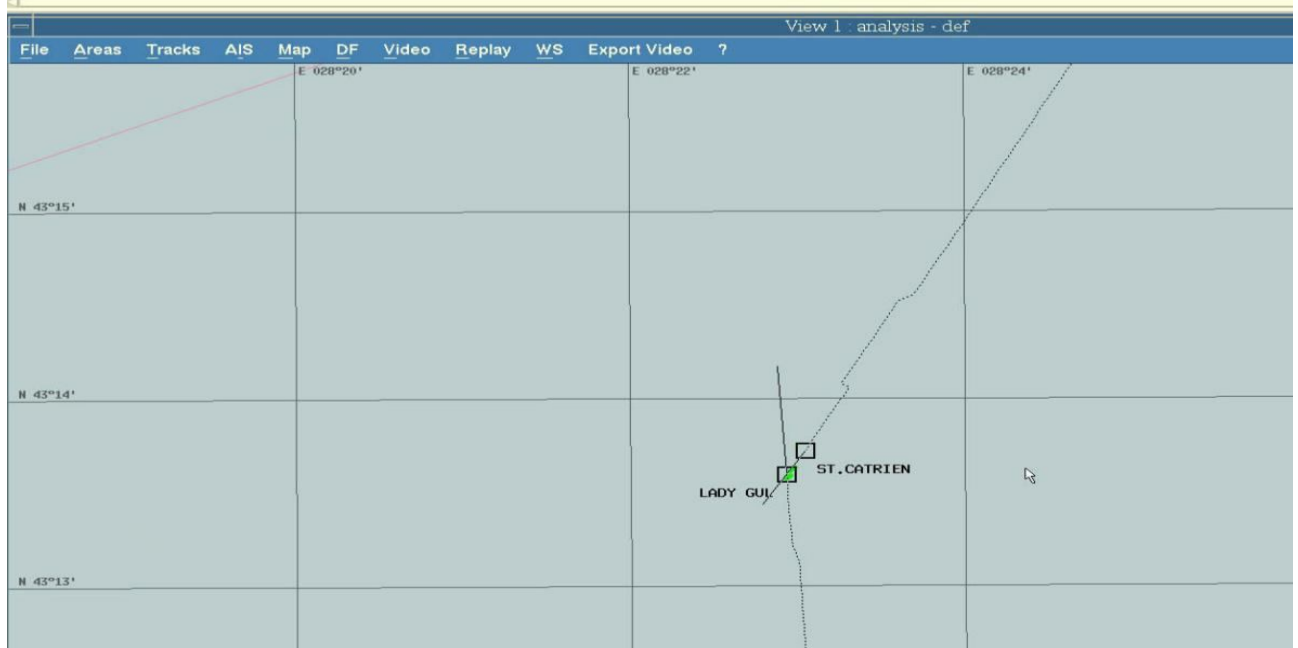 View 1 : analysis - def
File Areas Tracks AIS Map DF Video Replay WS Export Video ?
E 028°20' E 028°22' E 028°24'
N 43°15'
N 43°14'
ST.CATRIEN
LADY GUL
N 43°13'